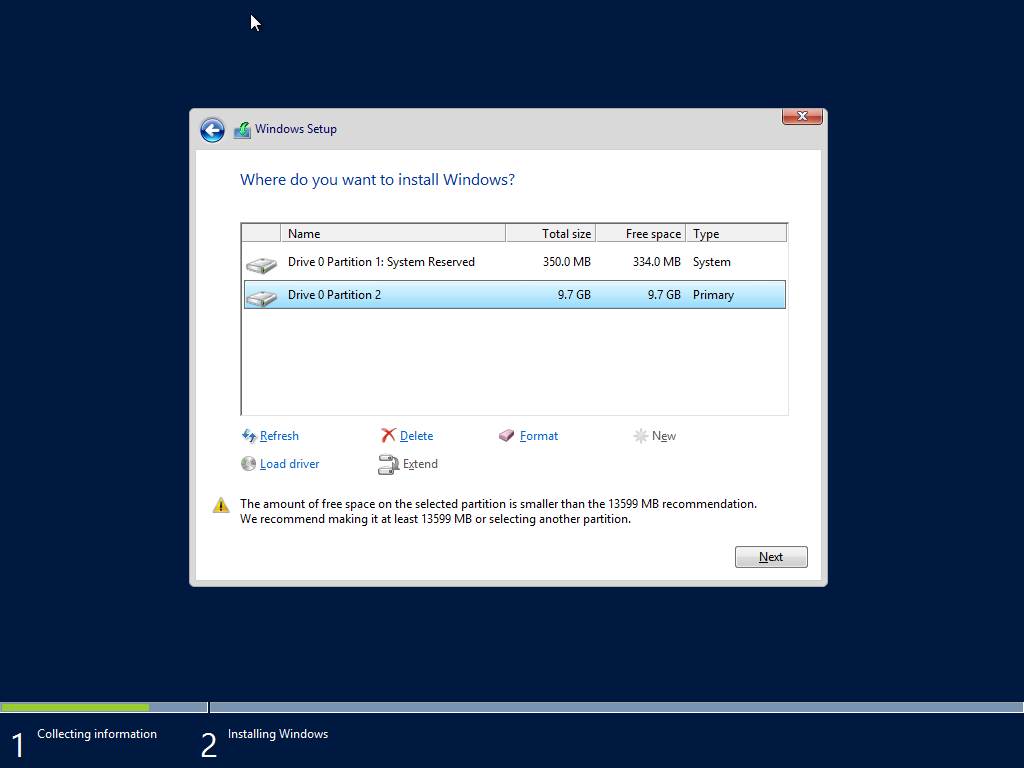 Windows Setup
Where do you want to install Windows?
Name Total size Free space Type
Drive 0 Partition 1: System Reserved 350.0 MB 334.0 MB System
Drive 0 Partition 2 9.7 GB 9.7 GB Primary
Refresh Delete Format New
Load driver Extend
The amount of free space on the selected partition is smaller than the 13599 MB recommendation.
We recommend making it at least 13599 MB or selecting another partition.
Next
1 Collecting information 2 Installing Windows